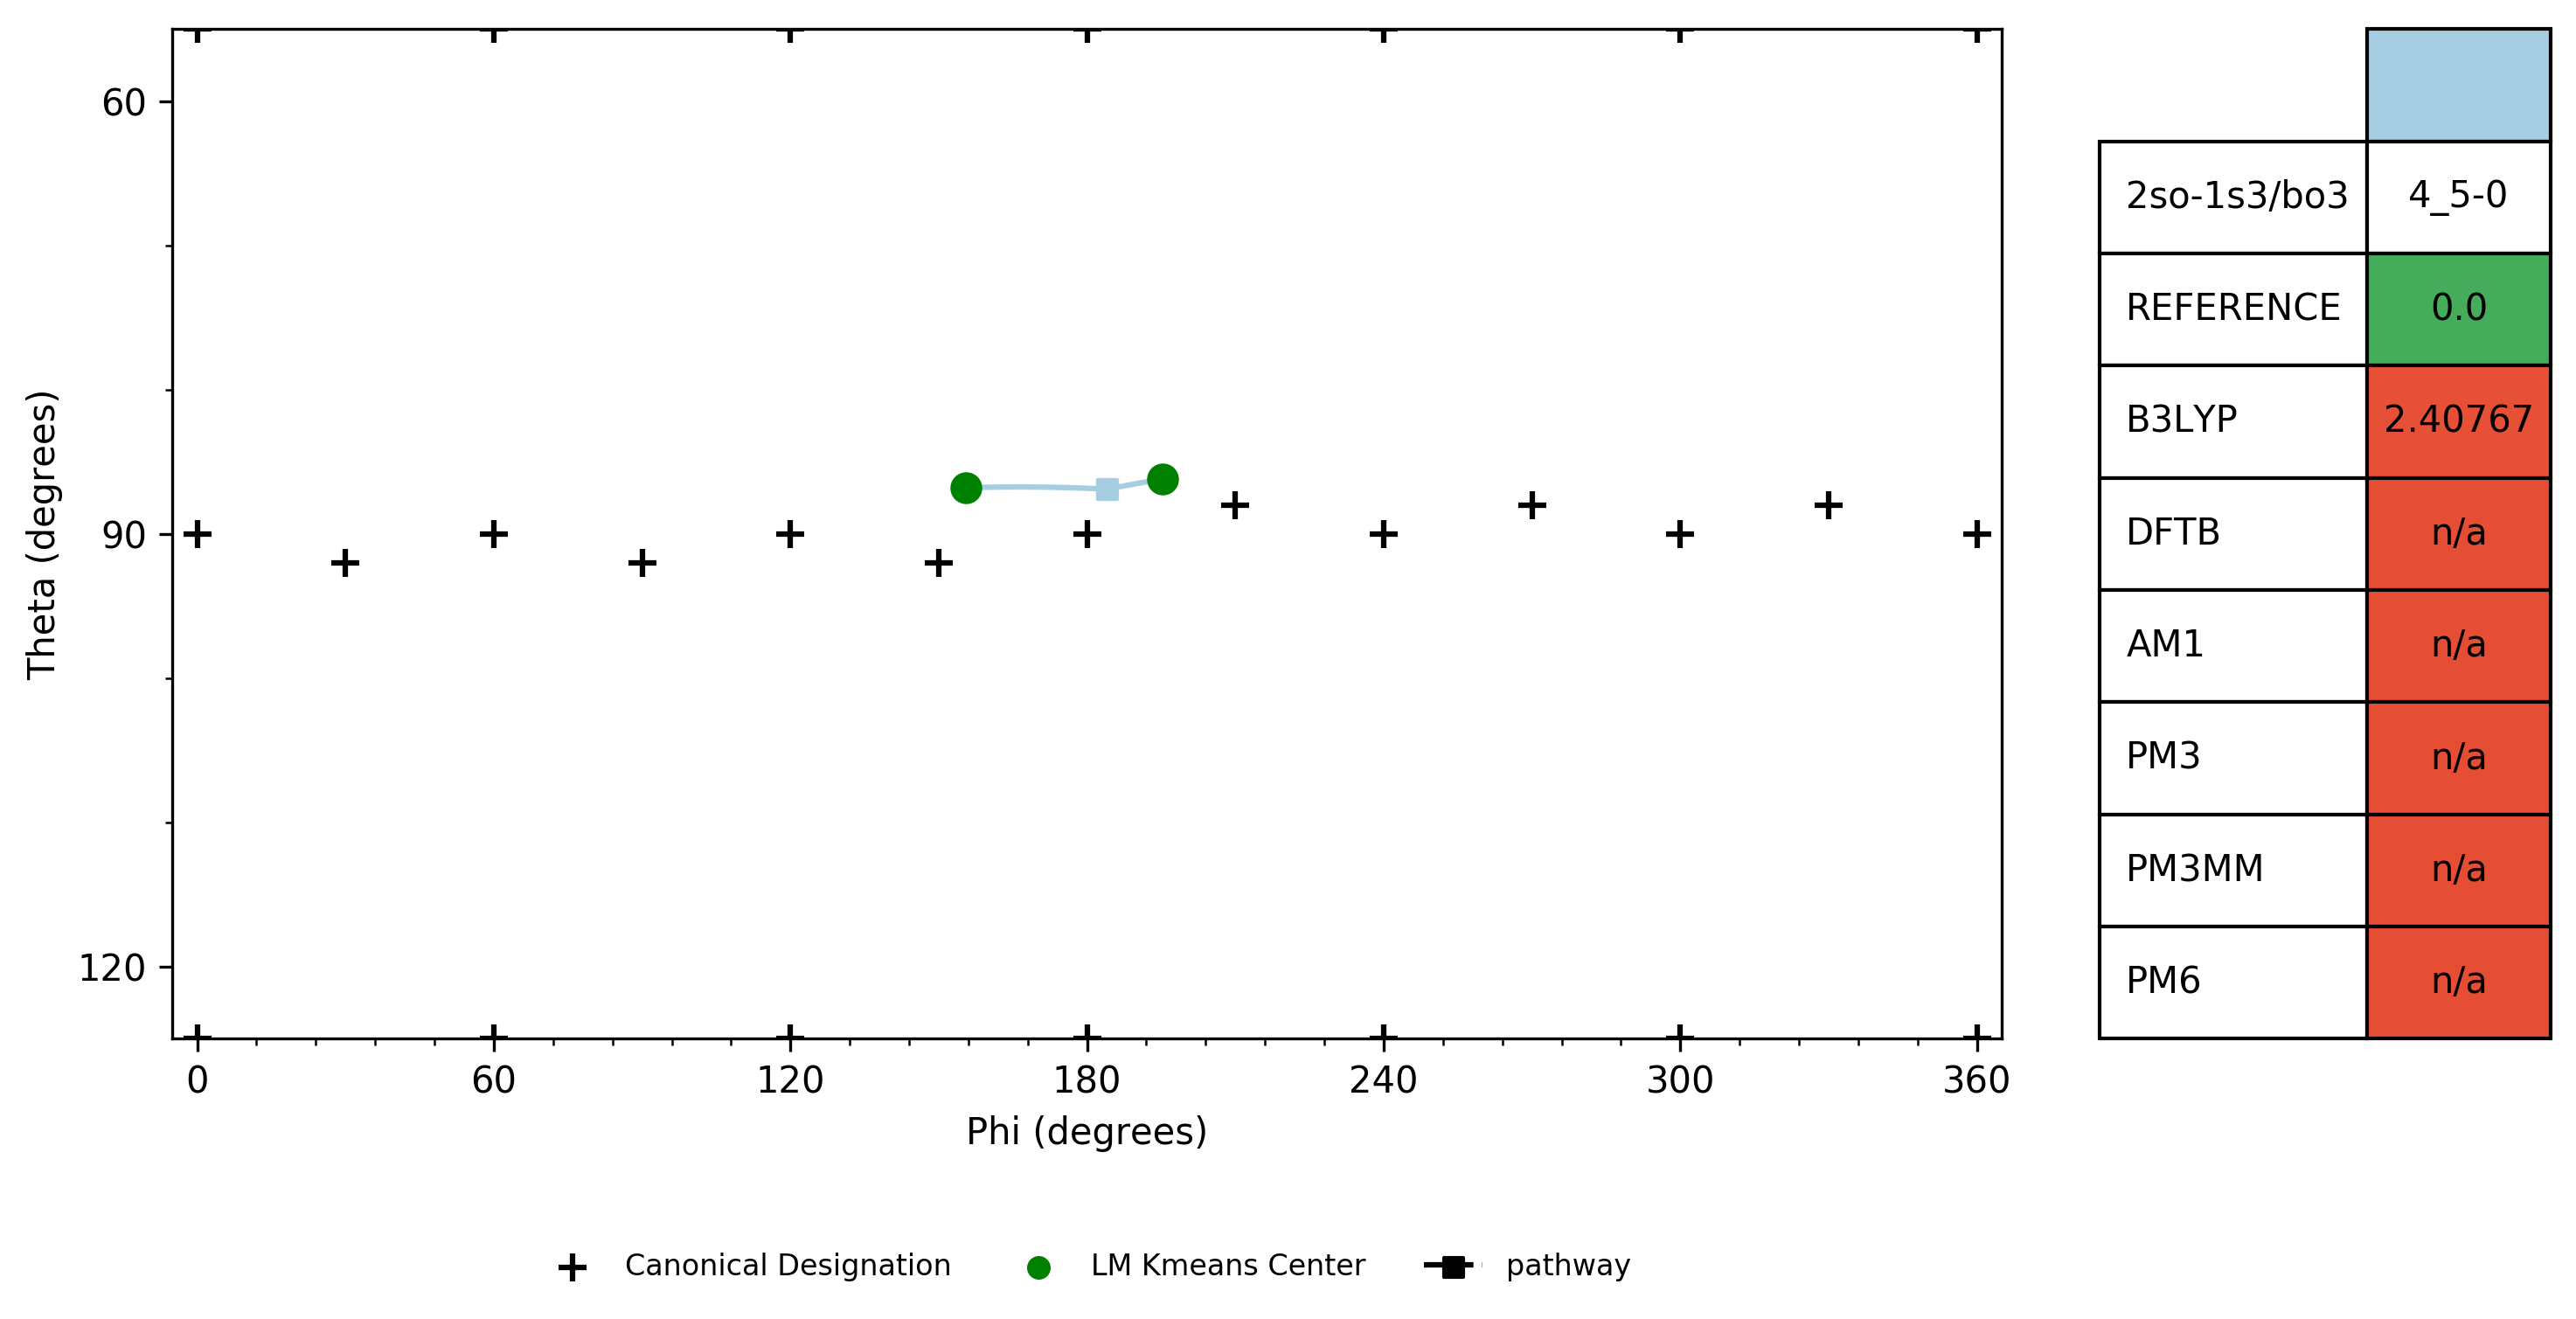 60
90
120
Theta (degrees)
0 60 120 180 240 300 360
Phi (degrees)
Canonical Designation LM Kmeans Center pathway
2so-1s3/bo3 4_5-0
REFERENCE 0.0
B3LYP 2.40767
DFTB n/a
AM1 n/a
PM3 n/a
PM3MM n/a
PM6 n/a